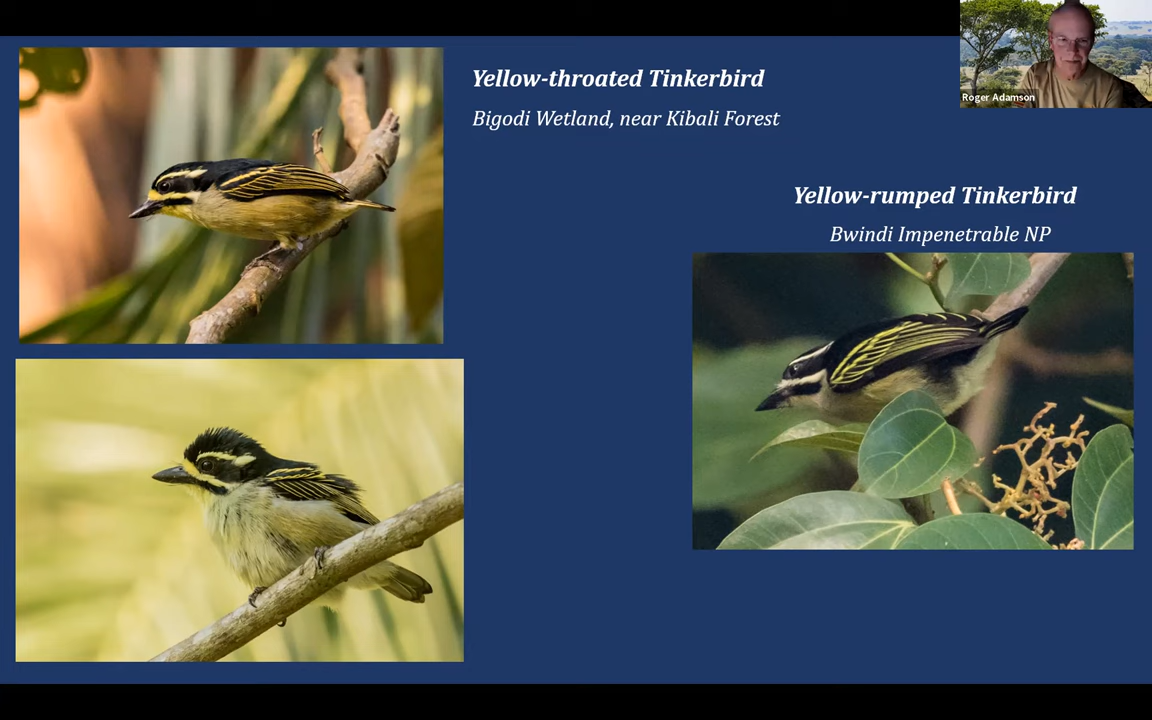 Yellow-throated Tinkerbird
Bigodi Wetland, near Kibali Forest
Roger Adamson
Yellow-rumped Tinkerbird
Bwindi Impenetrable NP